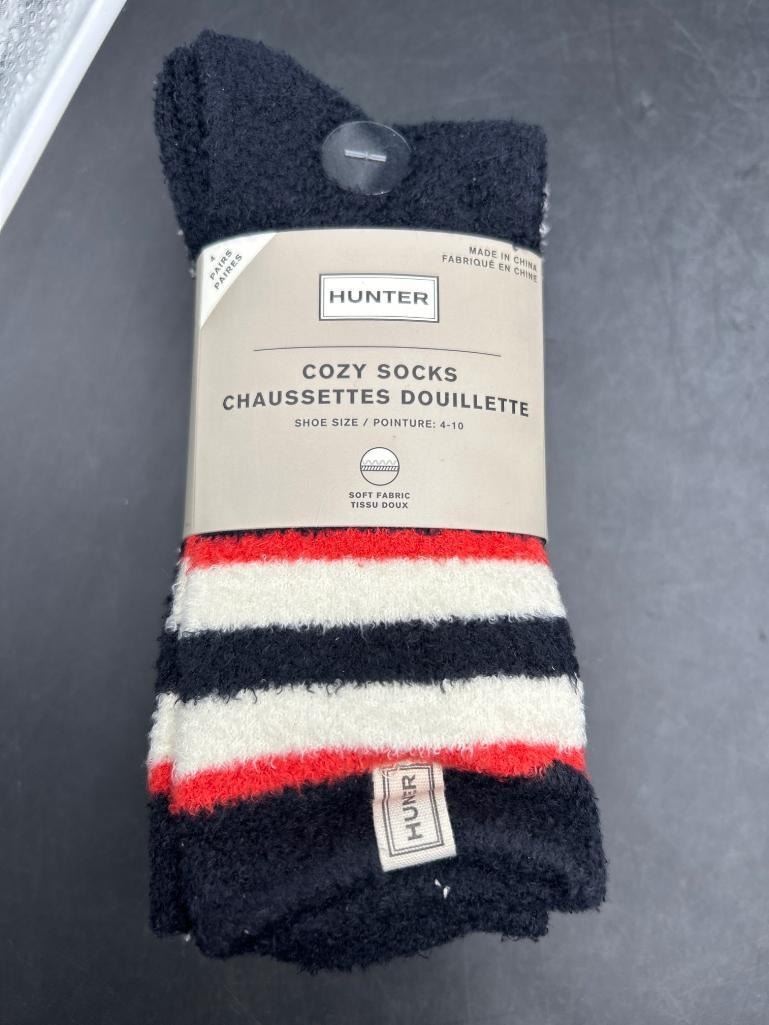 4
PAIRS
PAIRES
MADE IN CHINA
FABRIQUÉ EN CHINE
HUNTER
COZY SOCKS
CHAUSSETTES DOUILLETTE
SHOE SIZE / POINTURE: 4-10
SOFT FABRIC
TISSU DOUX
HUNTER